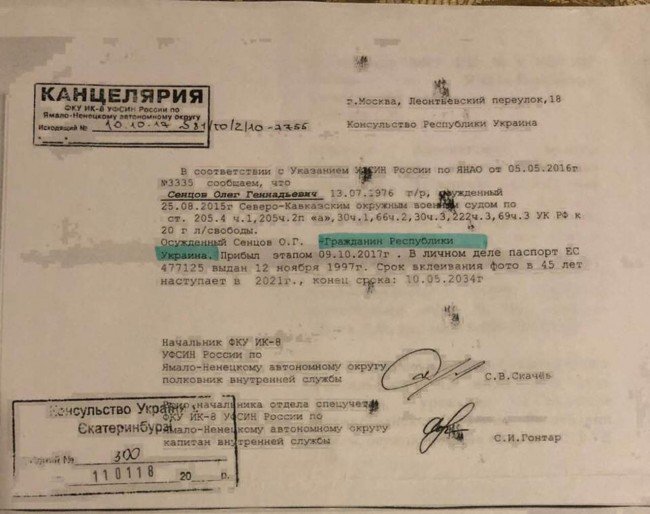 КАНЦЕЛЯРИЯ
ФКУ ИК-8 УФСИН России по
Ямало-Ненецкому автономному округу
Исходящий № 10.10.17
г.Москва, Леонтьевский переулок,18
Консульство Республики Украина
В соответствии с Указанием УФСИН России по ЯНАО от 05.05.2016г
№3335 сообщаем, что
Сенцов Олег Геннадьевич 13.07.1976 г/р, осужденный
25.08.2015г Северо-Кавказским окружным военным судом по
ст. 205.4 ч.1,205ч.2п «а»,30ч.1,66ч.2,30ч.3,222ч.3,69ч.3 УК РФ к
20 г л/свободы.
Осужденный Сенцов О.Г. -Гражданин Республики
Украина. Прибыл этапом 09.10.2017г . В личном деле паспорт ЕС
477125 выдан 12 ноября 1997г. Срок вклеивания фото в 45 лет
наступает в 2021г., конец срока: 10.05.2034г
Начальник ФКУ ИК-8
УФСИН России по
Ямало-Ненецкому автономному округу
полковник внутренней службы
С.В.Скачёв
начальника отдела спецучета
ФКУ ИК-8 УФСИН России по
Ямало-Ненецкому автономному округу
капитан внутренней службы
С.И.Гонтар
Консульство
№ 300
110118 20 р.